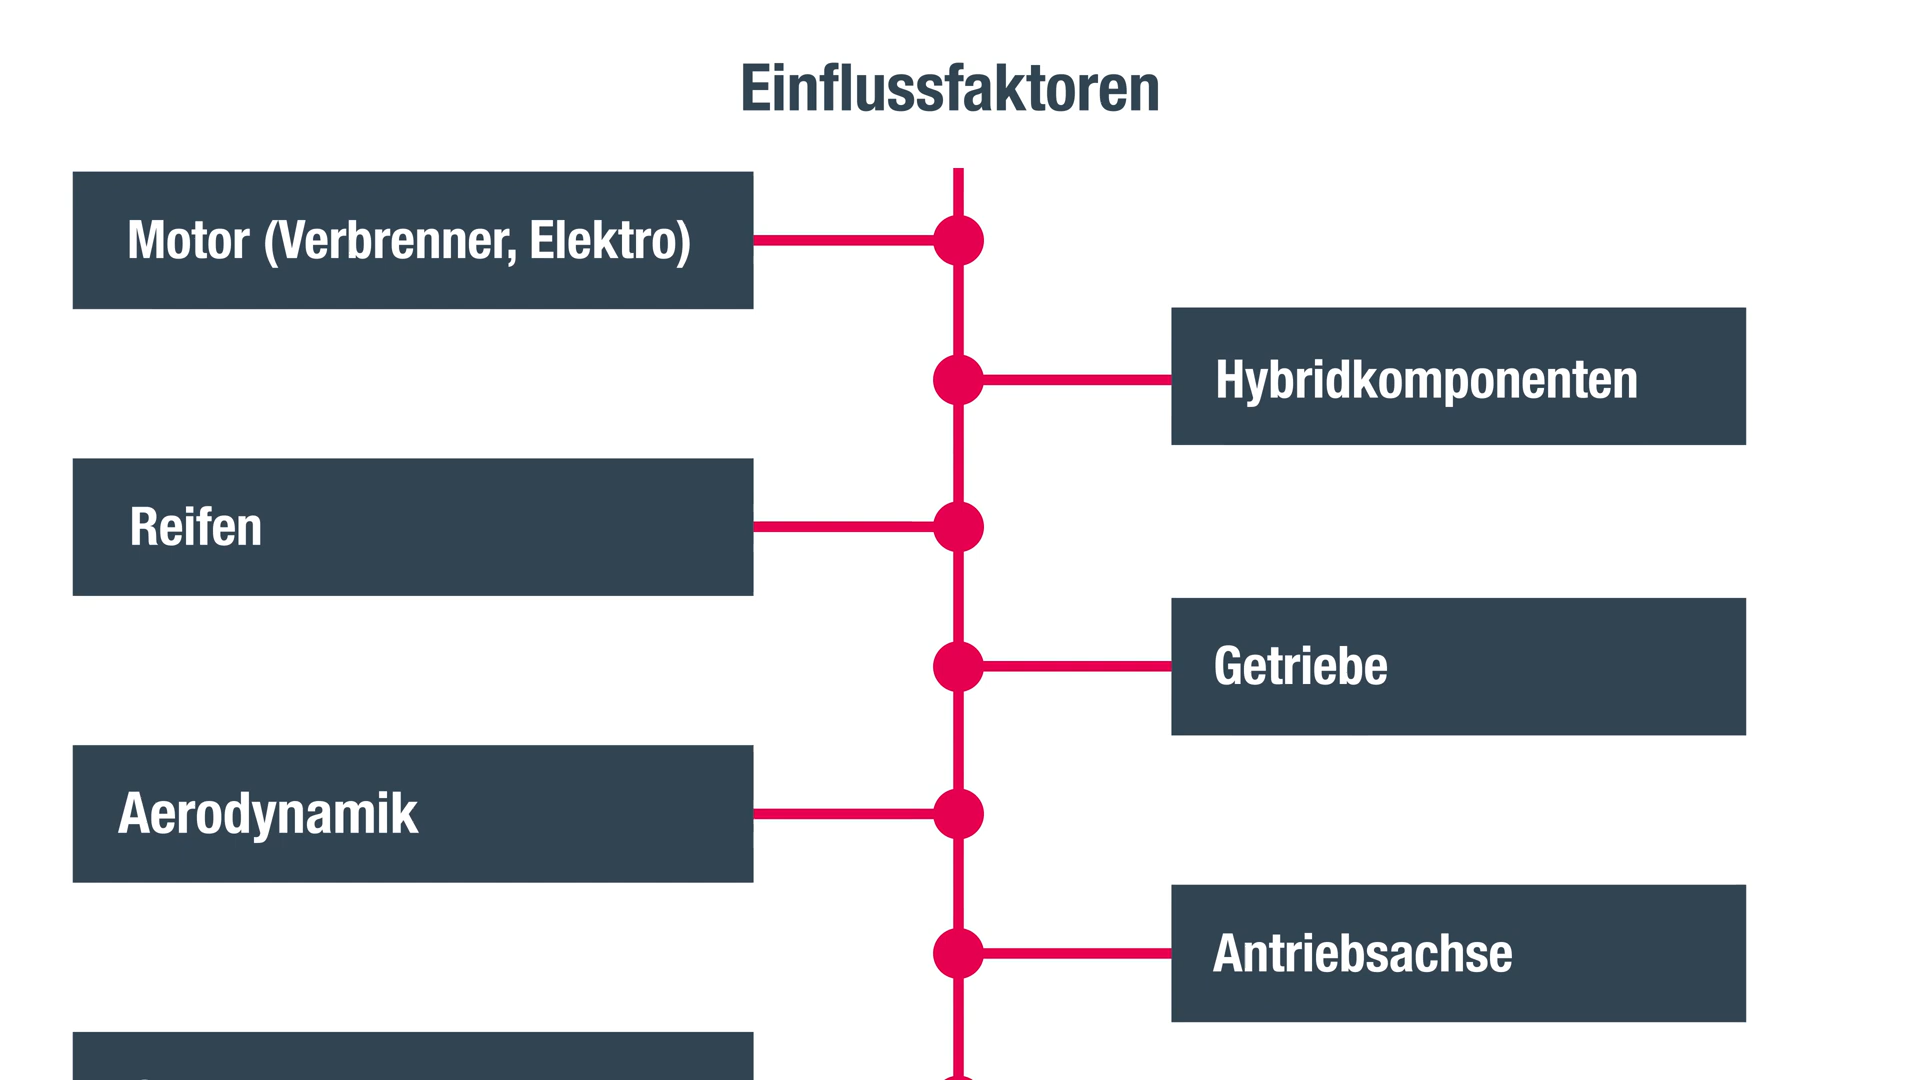 Einflussfaktoren
Motor (Verbrenner, Elektro)
Hybridkomponenten
Reifen
Getriebe
Aerodynamik
Antriebsachse